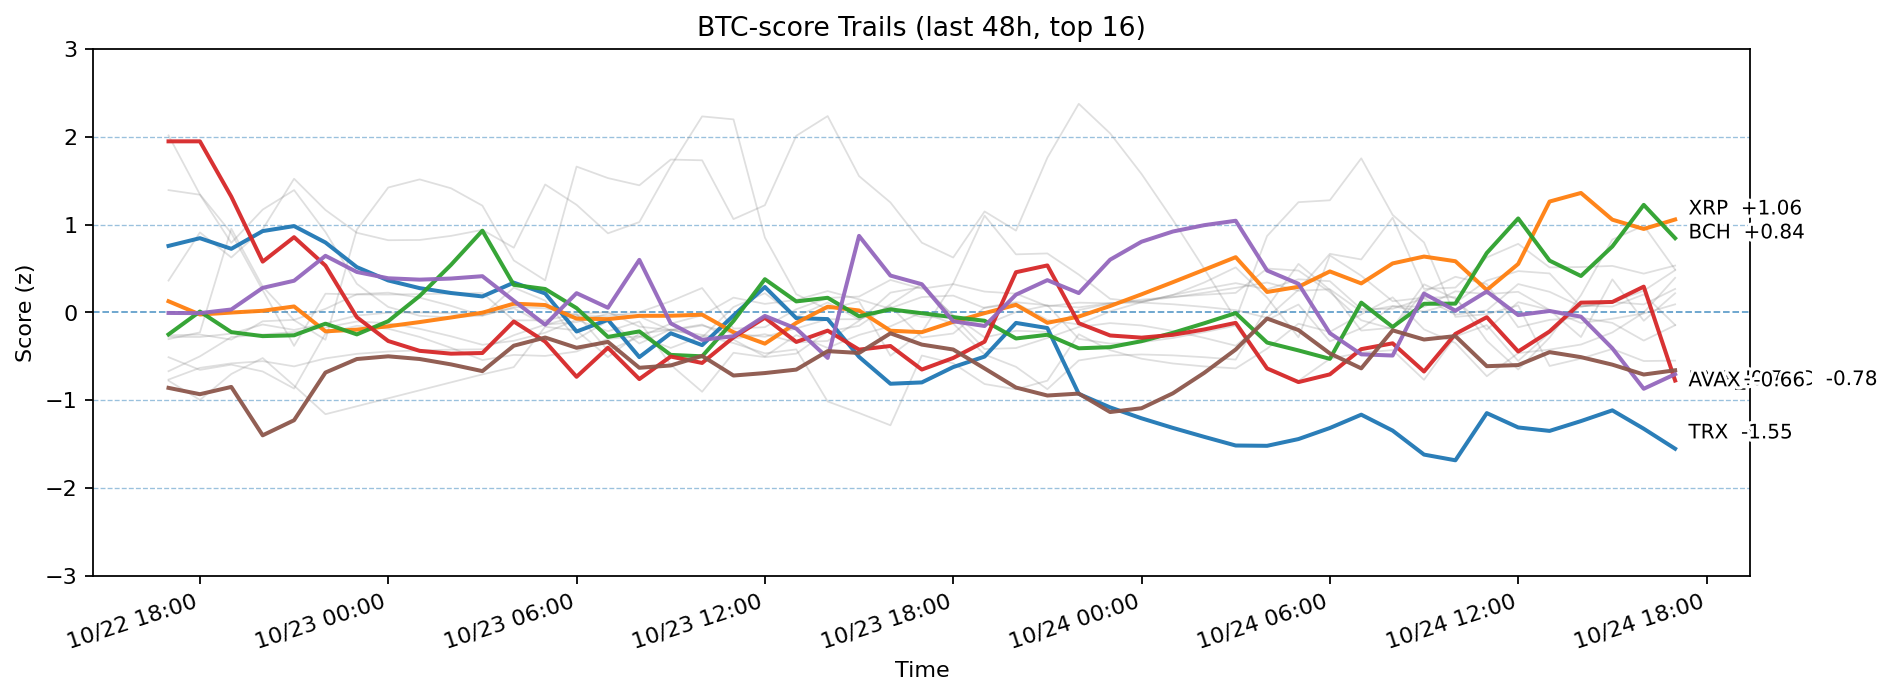 BTC-score Trails (last 48h, top 16)
Score (z)
3
2
1
0
−1
−2
−3
XRP +1.06
BCH +0.84
AVAX -0.66
-0.78
TRX -1.55
10/22 18:00
10/23 00:00
10/23 06:00
10/23 12:00
10/23 18:00
10/24 00:00
10/24 06:00
10/24 12:00
10/24 18:00
Time